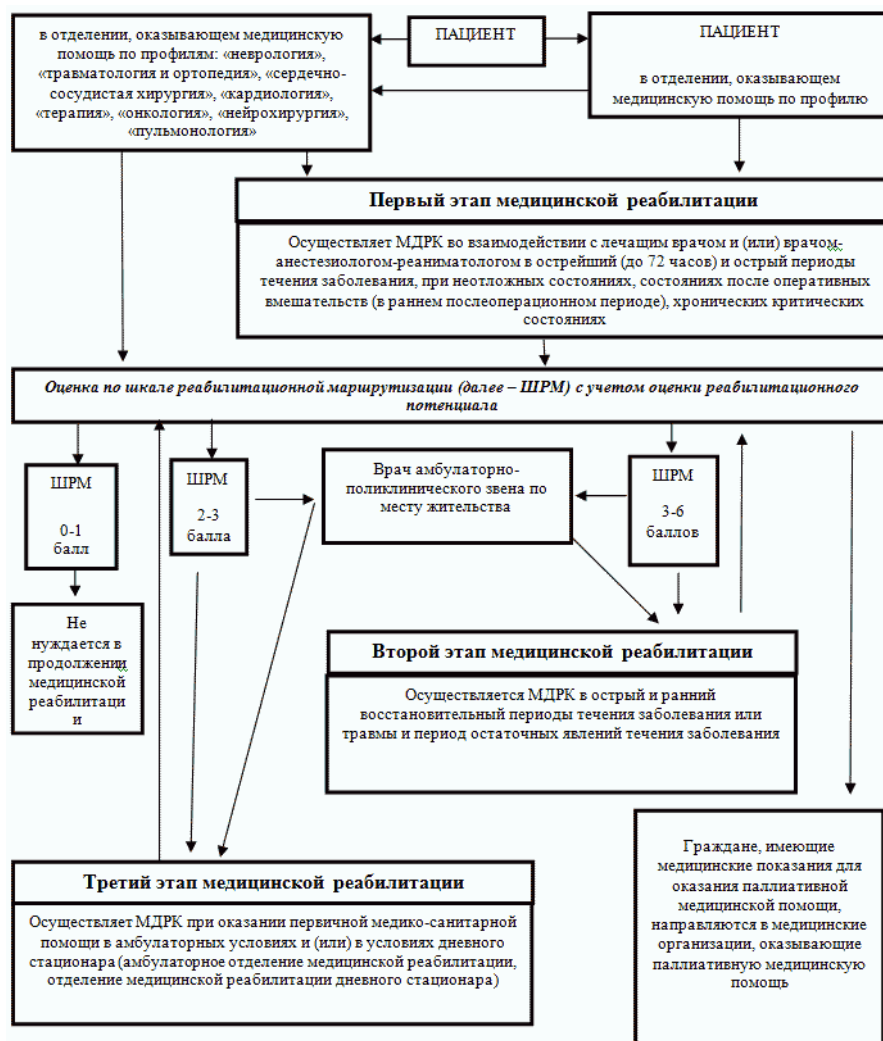 в отделении, оказывающем медицинскую
помощь по профилям: «неврология»,
«травматология и ортопедия», «сердечно-
сосудистая хирургия», «кардиология»,
«терапия», «онкология», «нейрохирургия»,
«пульмонология»
ПАЦИЕНТ
ПАЦИЕНТ
в отделении, оказывающем
медицинскую помощь по профилю
Первый этап медицинской реабилитации
Осуществляет МДРК во взаимодействии с лечащим врачом и (или) врачом-
анестезиологом-реаниматологом в острейший (до 72 часов) и острый периоды
течения заболевания, при неотложных состояниях, состояниях после оперативных
вмешательств (в раннем послеоперационном периоде), хронических критических
состояниях
Оценка по шкале реабилитационной маршрутизации (далее – ШРМ) с учетом оценки реабилитационного
потенциала
ШРМ
0-1
балл
ШРМ
2-3
балла
Врач амбулаторно-
поликлинического звена по
месту жительства
ШРМ
3-6
баллов
Не
нуждается в
продолжении
медицинской
реабилитаци
и
Второй этап медицинской реабилитации
Осуществляется МДРК в острый и ранний
восстановительный периоды течения заболевания или
травмы и период остаточных явлений течения заболевания
Третий этап медицинской реабилитации
Осуществляет МДРК при оказании первичной медико-санитарной
помощи в амбулаторных условиях и (или) в условиях дневного
стационара (амбулаторное отделение медицинской реабилитации,
отделение медицинской реабилитации дневного стационара)
Граждане, имеющие
медицинские показания для
оказания паллиативной
медицинской помощи,
направляются в медицинские
организации, оказывающие
паллиативную медицинскую
помощь